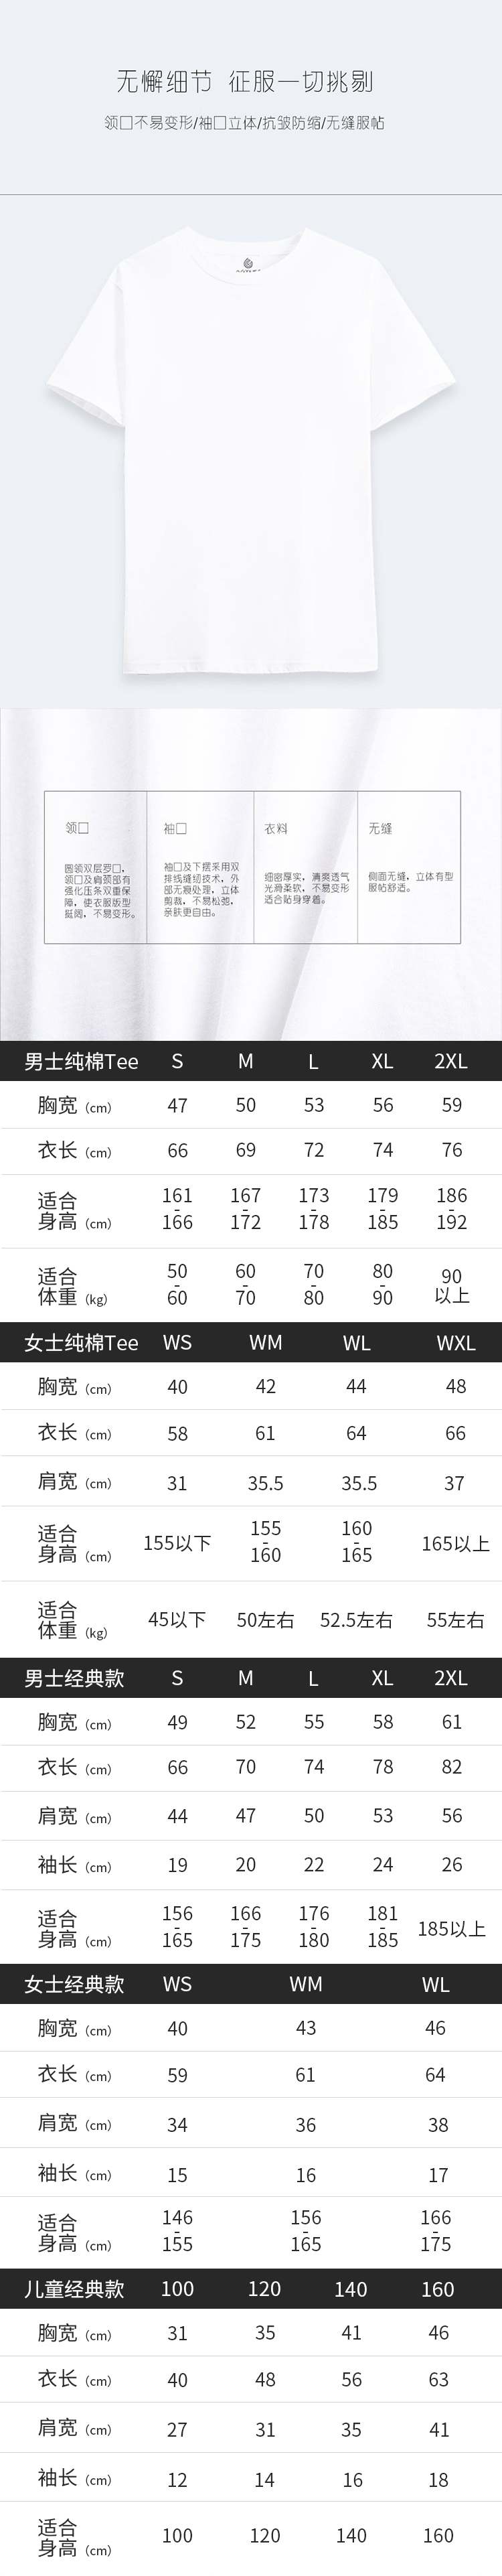 无懈细节 征服一切挑剔
领口不易变形/袖口立体/抗皱防缩/无缝服帖
领口
圆领双层罗口,
领口及肩颈部有
强化压条双重保
障,使衣服版型
挺阔,不易变形。
袖口
袖口及下摆采用双
排线缝纫技术,外
部无痕处理,立体
剪裁,不易松弛,
亲肤更自由。
衣料
细密厚实,清爽透气
光滑柔软,不易变形
适合贴身穿着。
无缝
侧面无缝,立体有型
服帖舒适。
男士纯棉Tee S M L XL 2XL
胸宽(cm) 47 50 53 56 59
衣长(cm) 66 69 72 74 76
适合
身高(cm) 161-166 167-172 173-178 179-185 186-192
适合
体重(kg) 50-60 60-70 70-80 80-90 90以上
女士纯棉Tee WS WM WL WXL
胸宽(cm) 40 42 44 48
衣长(cm) 58 61 64 66
肩宽(cm) 31 35.5 35.5 37
适合
身高(cm) 155以下 155-160 160-165 165以上
适合
体重(kg) 45以下 50左右 52.5左右 55左右
男士经典款 S M L XL 2XL
胸宽(cm) 49 52 55 58 61
衣长(cm) 66 70 74 78 82
肩宽(cm) 44 47 50 53 56
袖长(cm) 19 20 22 24 26
适合
身高(cm) 156-165 166-175 176-180 181-185 185以上
女士经典款 WS WM WL
胸宽(cm) 40 43 46
衣长(cm) 59 61 64
肩宽(cm) 34 36 38
袖长(cm) 15 16 17
适合
身高(cm) 146-155 156-165 166-175
儿童经典款 100 120 140 160
胸宽(cm) 31 35 41 46
衣长(cm) 40 48 56 63
肩宽(cm) 27 31 35 41
袖长(cm) 12 14 16 18
适合
身高(cm) 100 120 140 160